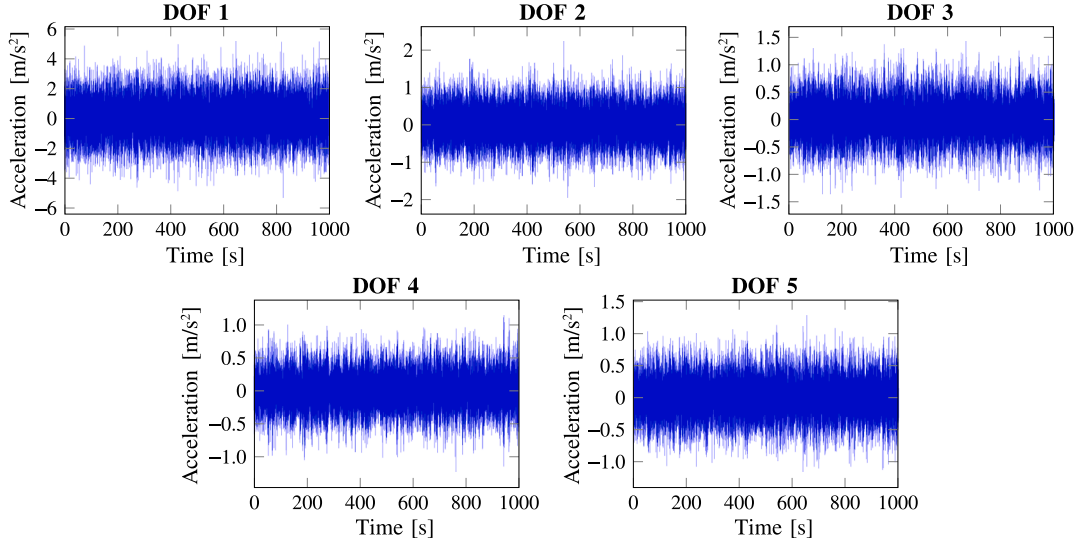 DOF 1
DOF 2
DOF 3
Acceleration [m/s²]
6
4
2
0
−2
−4
−6
0 200 400 600 800 1000
Time [s]
Acceleration [m/s²]
2
1
0
−1
−2
0 200 400 600 800 1000
Time [s]
Acceleration [m/s²]
1.5
1.0
0.5
0
−0.5
−1.0
−1.5
0 200 400 600 800 1000
Time [s]
DOF 4
DOF 5
Acceleration [m/s²]
1.0
0.5
0
−0.5
−1.0
0 200 400 600 800 1000
Time [s]
Acceleration [m/s²]
1.5
1.0
0.5
0
−0.5
−1.0
0 200 400 600 800 1000
Time [s]